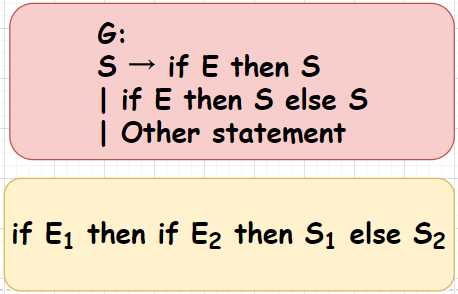 G:
S → if E then S
| if E then S else S
| Other statement
if E₁ then if E₂ then S₁ else S₂